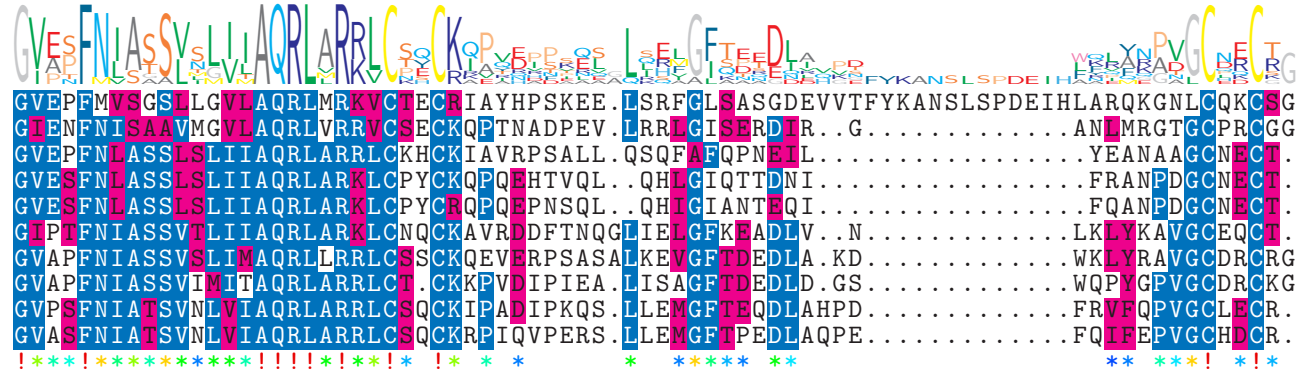 GVEPFMVSGSLLGVLAQRLMRKVCTECRIAYHPSKEE.LSRFGLSASGDEVVTFYKANSLSPDEIHLARQKGNLCQKCSG
GIENFNISAAVMGVLAQRLVRRVCSECKQPTNADPEV.LRRLGISERDIR..G.............ANLMRGTGCPRCGG
GVEPFNLASSLSLIIAQRLARRLCKHCKIAVRPSALL.QSQFAFQPNEIL.................YEANAAGCNECT.
GVESFNLASSLSLIIAQRLARKLCPYCKQPQEHTVQL..QHLGIQTTDNI.................FRANPDGCNECT.
GVESFNLASSLSLIIAQRLARKLCPYCRQPQEPNSQL..QHIGIANTEQI.................FQANPDGCNECT.
GIPTFNIASSVTLIIAQRLARKLCNQCKAVRDDFTNQGLIELGFKEADLV..N.............LKLYKAVGCEQCT.
GVAPFNIASSVSLIMAQRLLRRLCSSCKQEVERPSASALKEVGFTDEDLA.KD.............WKLYRAVGCDRCRG
GVAPFNIASSVIMITAQRLARRLCT.CKKPVDIPIEA.LISAGFTDEDLD.GS.............WQPYGPVGCDRCKG
GVPSFNIATSVNLVIAQRLARRLCSQCKIPADIPKQS.LLEMGFTEQDLAHPD.............FRVFQPVGCLECR.
GVASFNIATSVNLVIAQRLARRLCSQCKRPIQVPERS.LLEMGFTPEDLAQPE.............FQIFEPVGCHDCR.
!***!**********!!!!*!**!* !* * *      *  ***** **                   ** ***! *!*